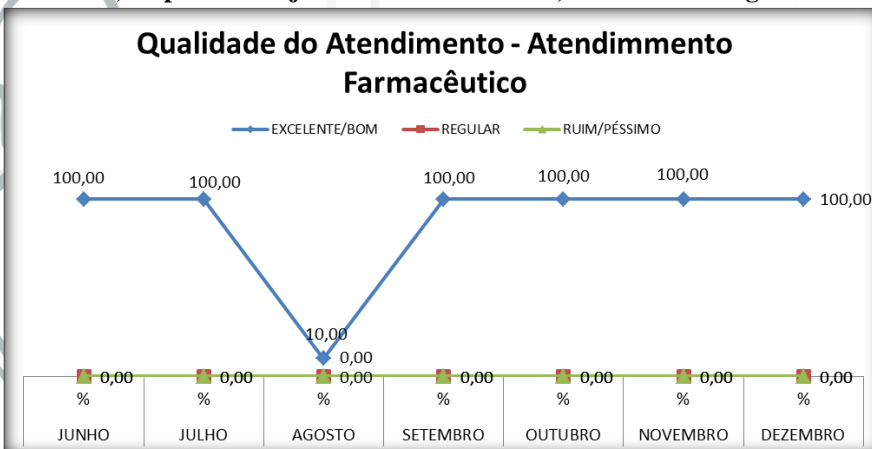 Qualidade do Atendimento - Atendimmento
Farmacêutico
EXCELENTE/BOM REGULAR RUIM/PÉSSIMO
100,00 100,00 100,00 100,00 100,00 100,00
10,00
0,00
0,00 0,00 0,00 0,00 0,00 0,00 0,00
% % % % % % %
JUNHO JULHO AGOSTO SETEMBRO OUTUBRO NOVEMBRO DEZEMBRO